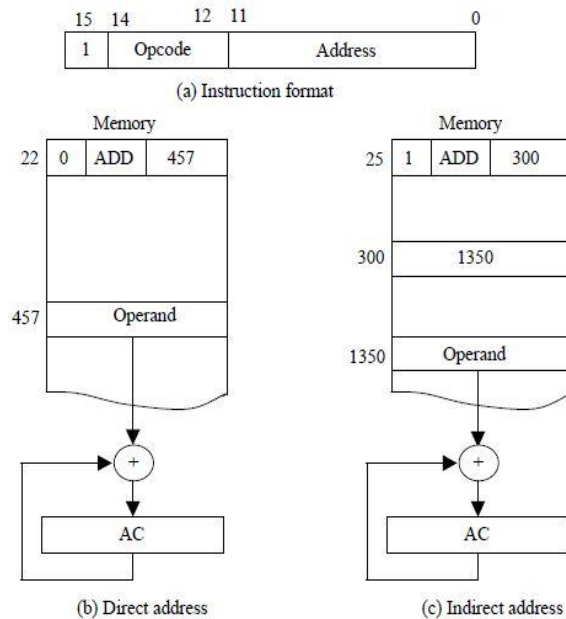 15 14 12 11 0
1 Opcode Address
(a) Instruction format
Memory
22 0 ADD 457
457 Operand
+
AC
(b) Direct address
Memory
25 1 ADD 300
300 1350
1350 Operand
+
AC
(c) Indirect address